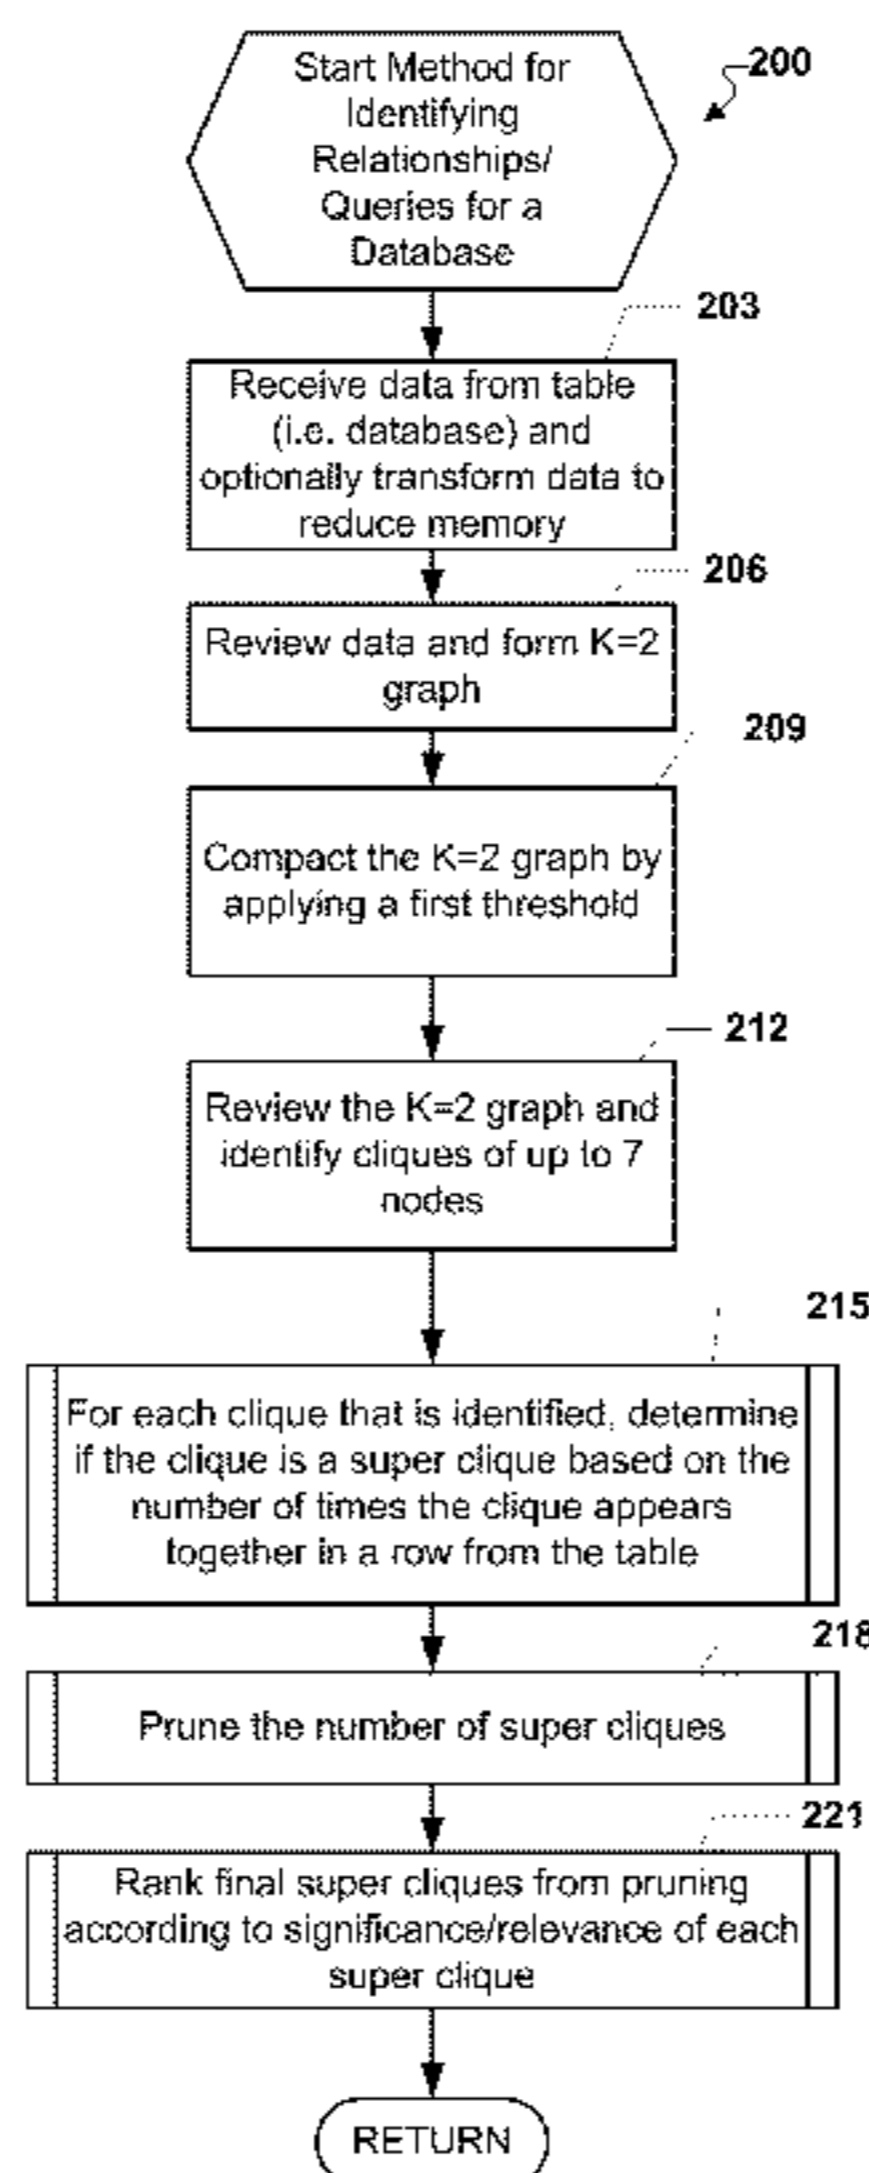 Start Method for
Identifying
Relationships/
Queries for a
Database
200
203
Receive data from table
(i.e. database) and
optionally transform data to
reduce memory
206
Review data and form K=2
graph
209
Compact the K=2 graph by
applying a first threshold
212
Review the K=2 graph and
identify cliques of up to 7
nodes
215
For each clique that is identified, determine
if the clique is a super clique based on the
number of times the clique appears
together in a row from the table
218
Prune the number of super cliques
221
Rank final super cliques from pruning
according to significance/relevance of each
super clique
RETURN